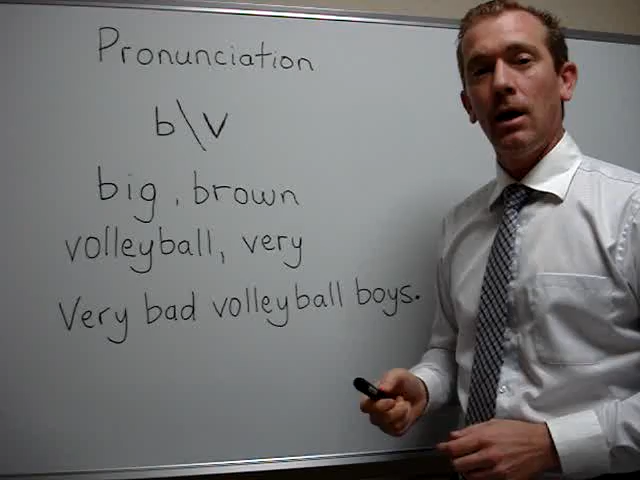 Pronunciation
b\v
big, brown
volleyball, very
Very bad volleyball boys.